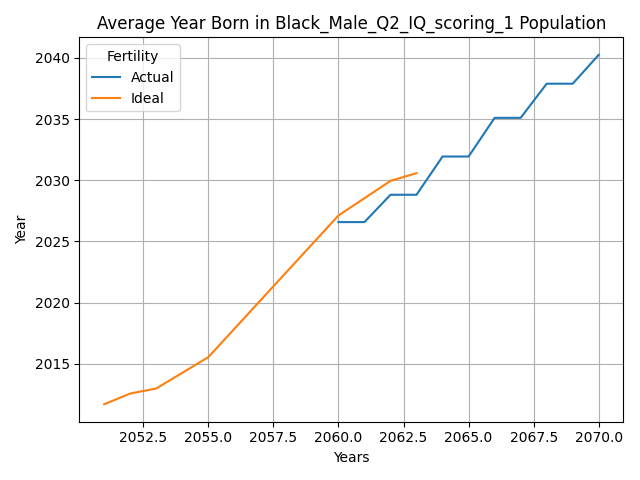 Average Year Born in Black_Male_Q2_IQ_scoring_1 Population
Fertility
Actual
Ideal
Year
2040
2035
2030
2025
2020
2015
2052.5 2055.0 2057.5 2060.0 2062.5 2065.0 2067.5 2070.0
Years